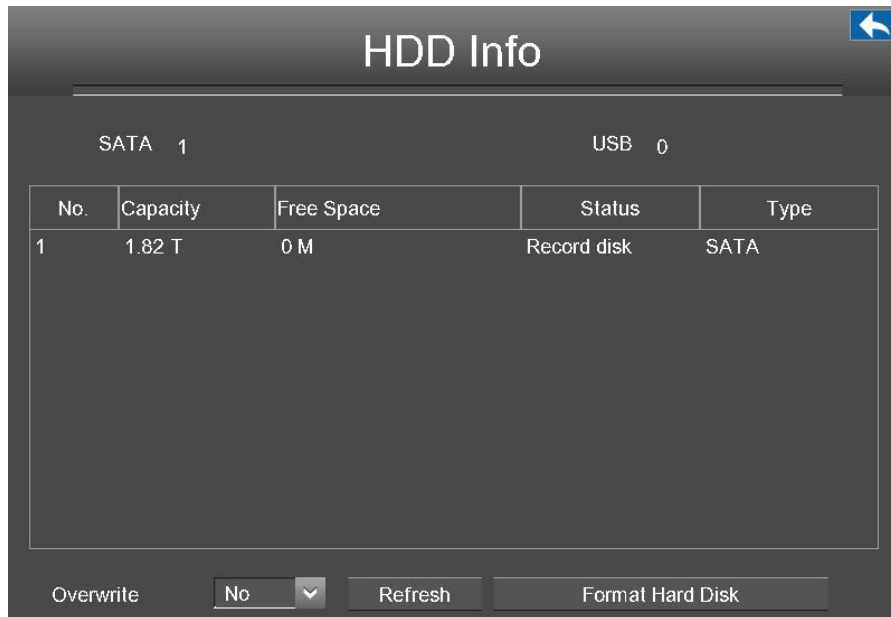 HDD Info
SATA 1 USB 0
No. Capacity Free Space Status Type
1 1.82 T 0 M Record disk SATA
Overwrite No Refresh Format Hard Disk